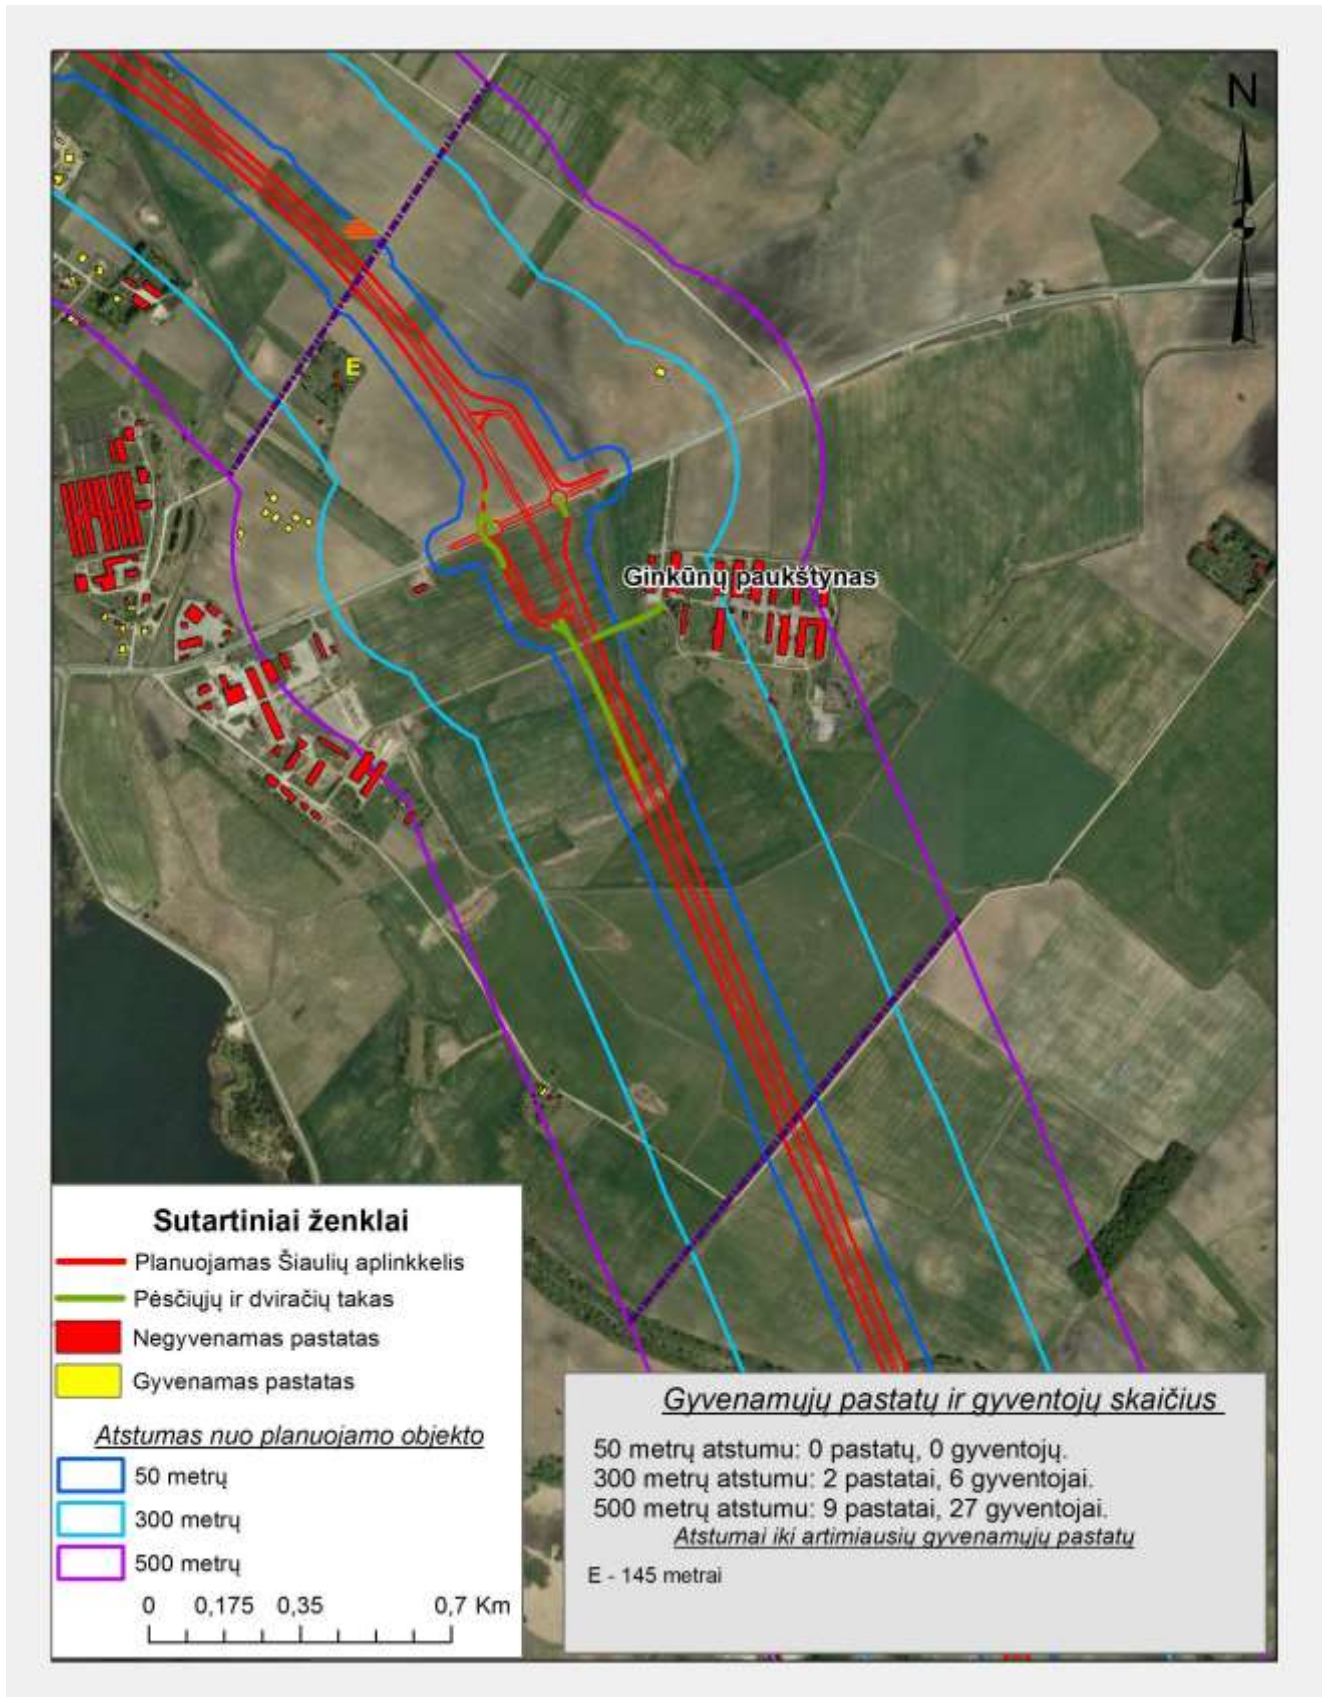 N
E
Ginkūnų paukštynas
Sutartiniai ženklai
Planuojamas Šiaulių aplinkkelis
Pėsčiųjų ir dviračių takas
Negyvenamas pastatas
Gyvenamas pastatas
Atstumas nuo planuojamo objekto
50 metrų
300 metrų
500 metrų
0 0,175 0,35 0,7 Km
Gyvenamųjų pastatų ir gyventojų skaičius
50 metrų atstumu: 0 pastatų, 0 gyventojų.
300 metrų atstumu: 2 pastatai, 6 gyventojai.
500 metrų atstumu: 9 pastatai, 27 gyventojai.
Atstumai iki artimiausių gyvenamųjų pastatų
E - 145 metrai